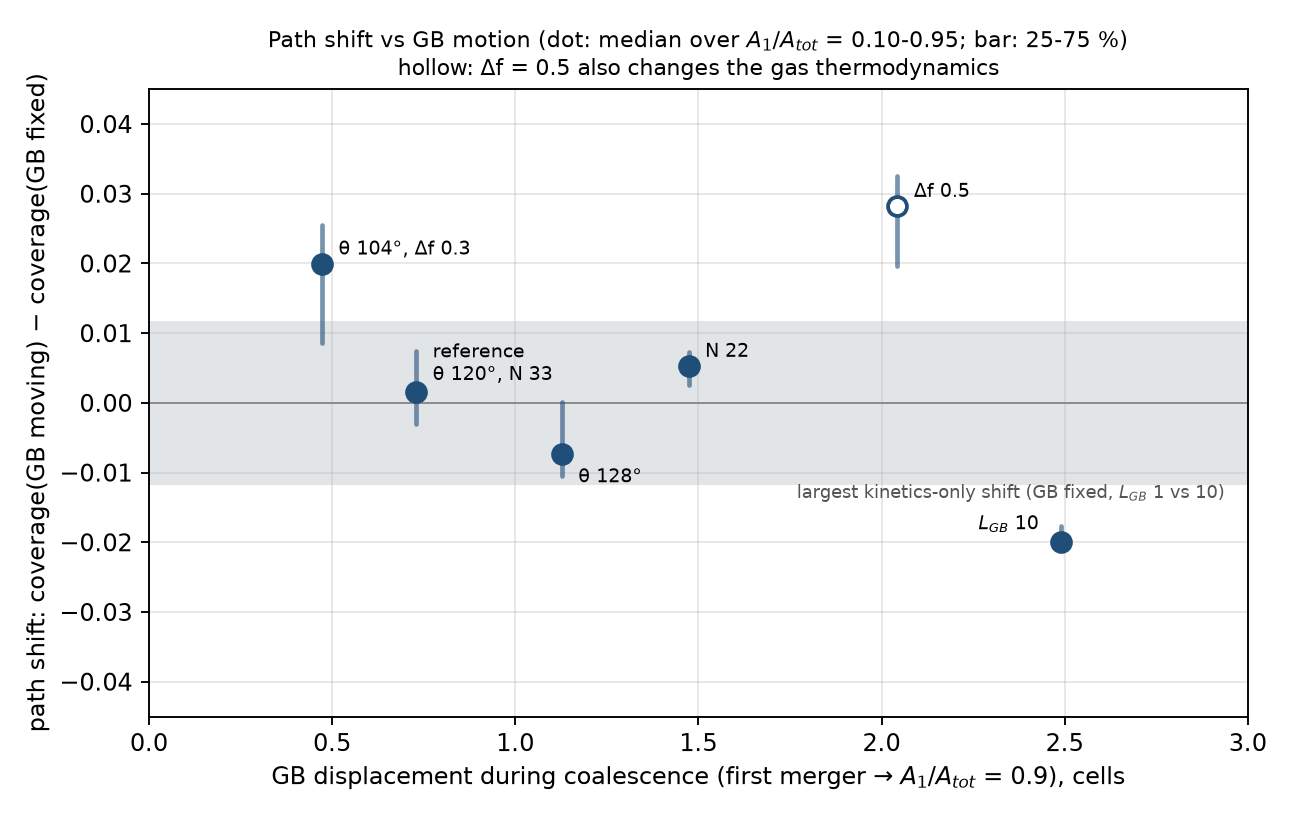 Path shift vs GB motion (dot: median over A₁/Aₜₒₜ = 0.10-0.95; bar: 25-75 %)
hollow: Δf = 0.5 also changes the gas thermodynamics
path shift: coverage(GB moving) − coverage(GB fixed)
0.04
0.03
0.02
0.01
0.00
−0.01
−0.02
−0.03
−0.04
θ 104°, Δf 0.3
reference
θ 120°, N 33
θ 128°
N 22
Δf 0.5
largest kinetics-only shift (GB fixed, L_GB 1 vs 10)
L_GB 10
0.0 0.5 1.0 1.5 2.0 2.5 3.0
GB displacement during coalescence (first merger → A₁/Aₜₒₜ = 0.9), cells